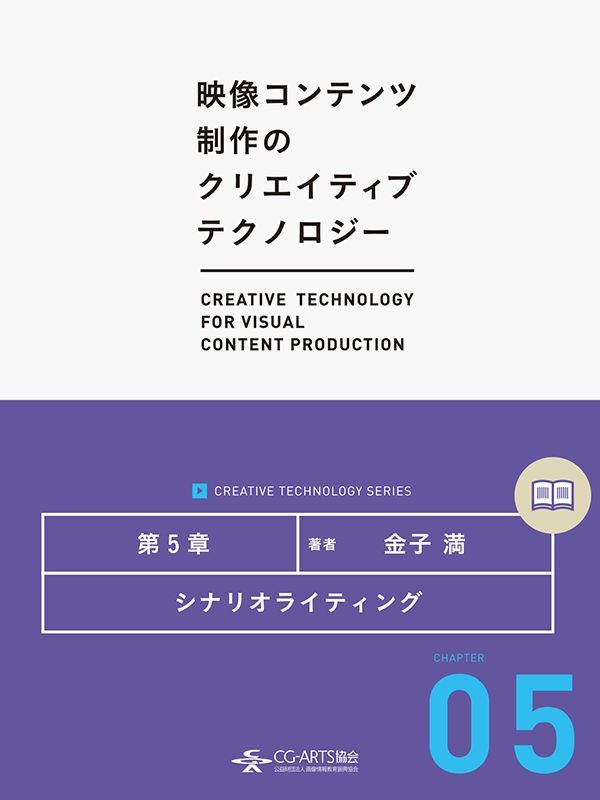 映像コンテンツ
制作の
クリエイティブ
テクノロジー
CREATIVE TECHNOLOGY
FOR VISUAL
CONTENT PRODUCTION
CREATIVE TECHNOLOGY SERIES
第5章
著者 金子 満
シナリオライティング
CHAPTER
05
CG-ARTS協会
公益財団法人 画像情報教育振興協会